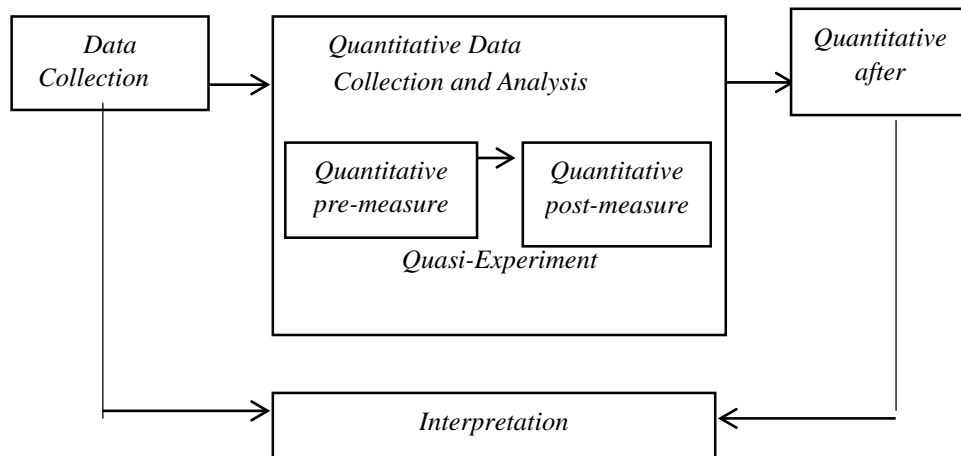 Data
Collection
Quantitative Data
Collection and Analysis
Quantitative
pre-measure
Quantitative
post-measure
Quasi-Experiment
Quantitative
after
Interpretation